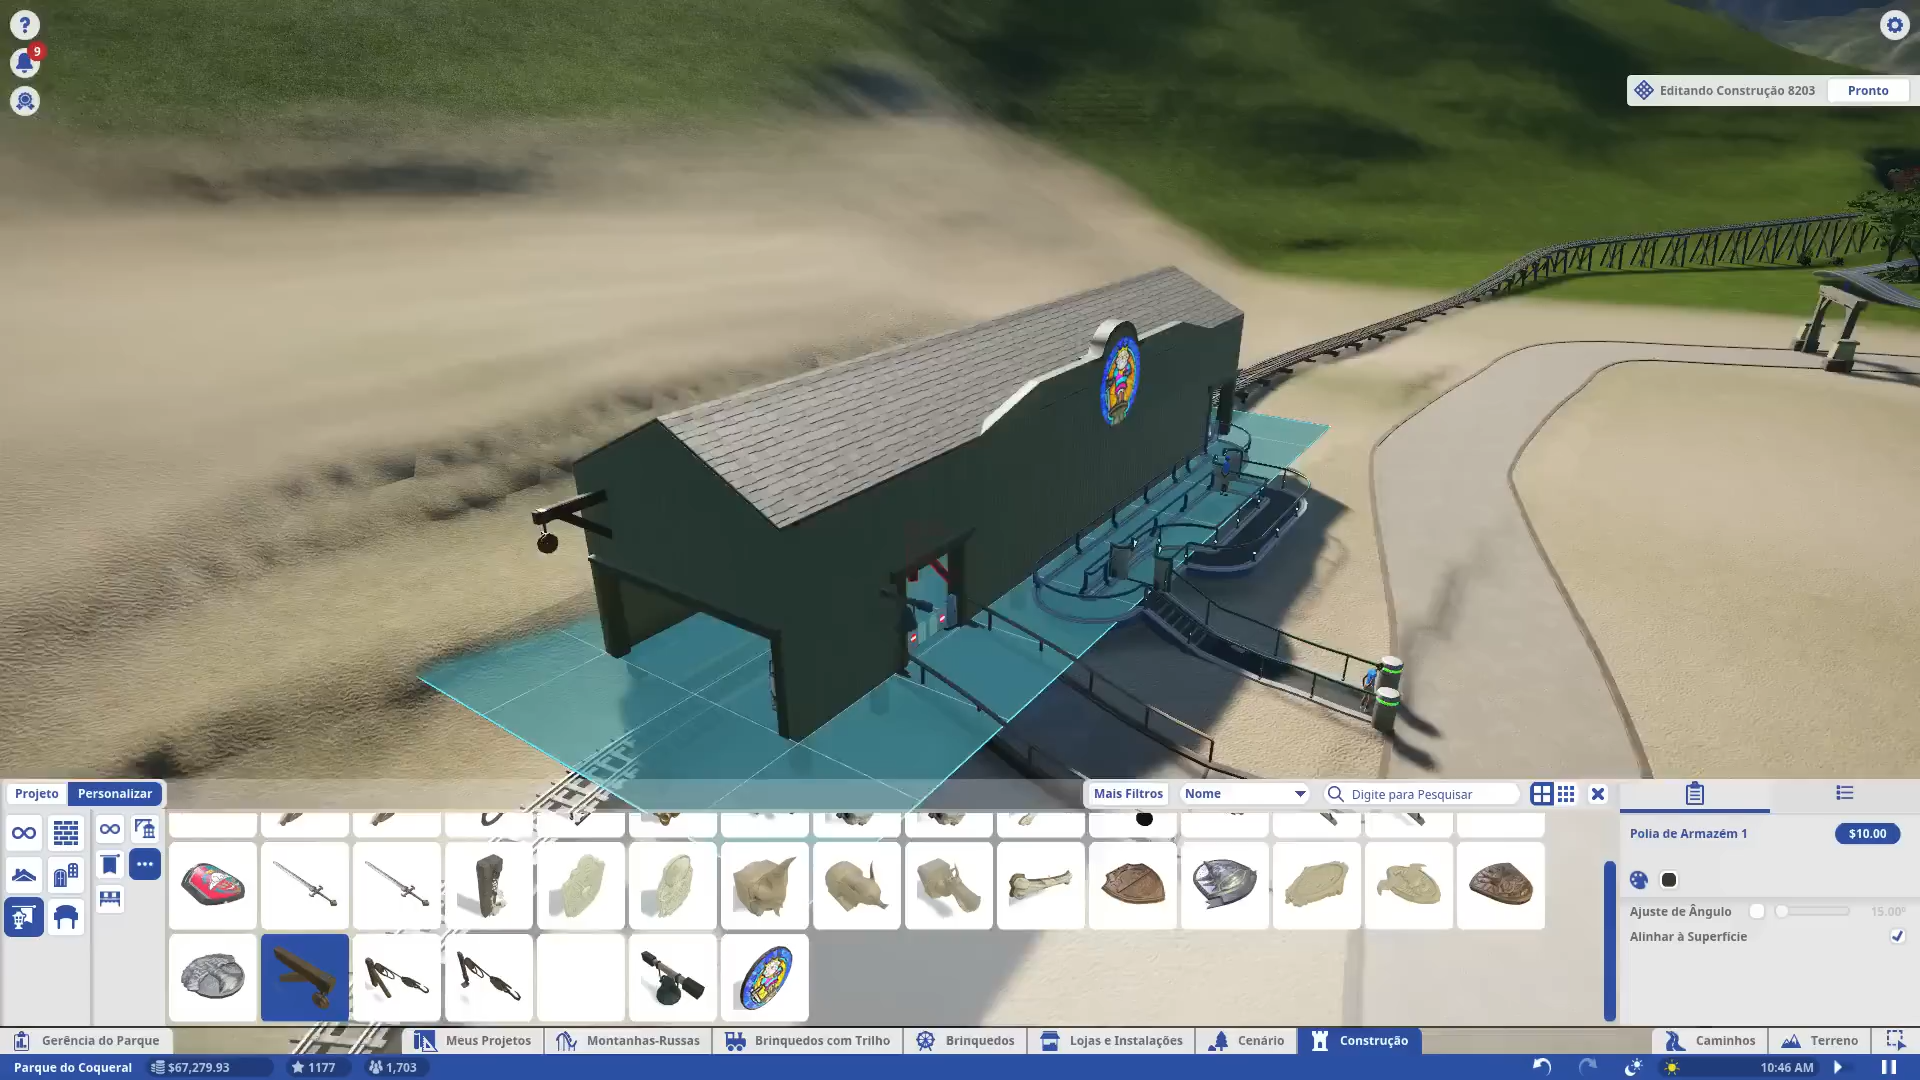 ?
9
Editando Construção 8203
Pronto
Projeto
Personalizar
Mais Filtros
Nome
Digite para Pesquisar
Polia de Armazém 1
$10.00
Ajuste de Ângulo
15.00º
Alinhar à Superfície
Gerência do Parque
Meus Projetos
Montanhas-Russas
Brinquedos com Trilho
Brinquedos
Lojas e Instalações
Cenário
Construção
Caminhos
Terreno
Parque do Coqueral
$67,279.93
1177
1,703
10:46 AM